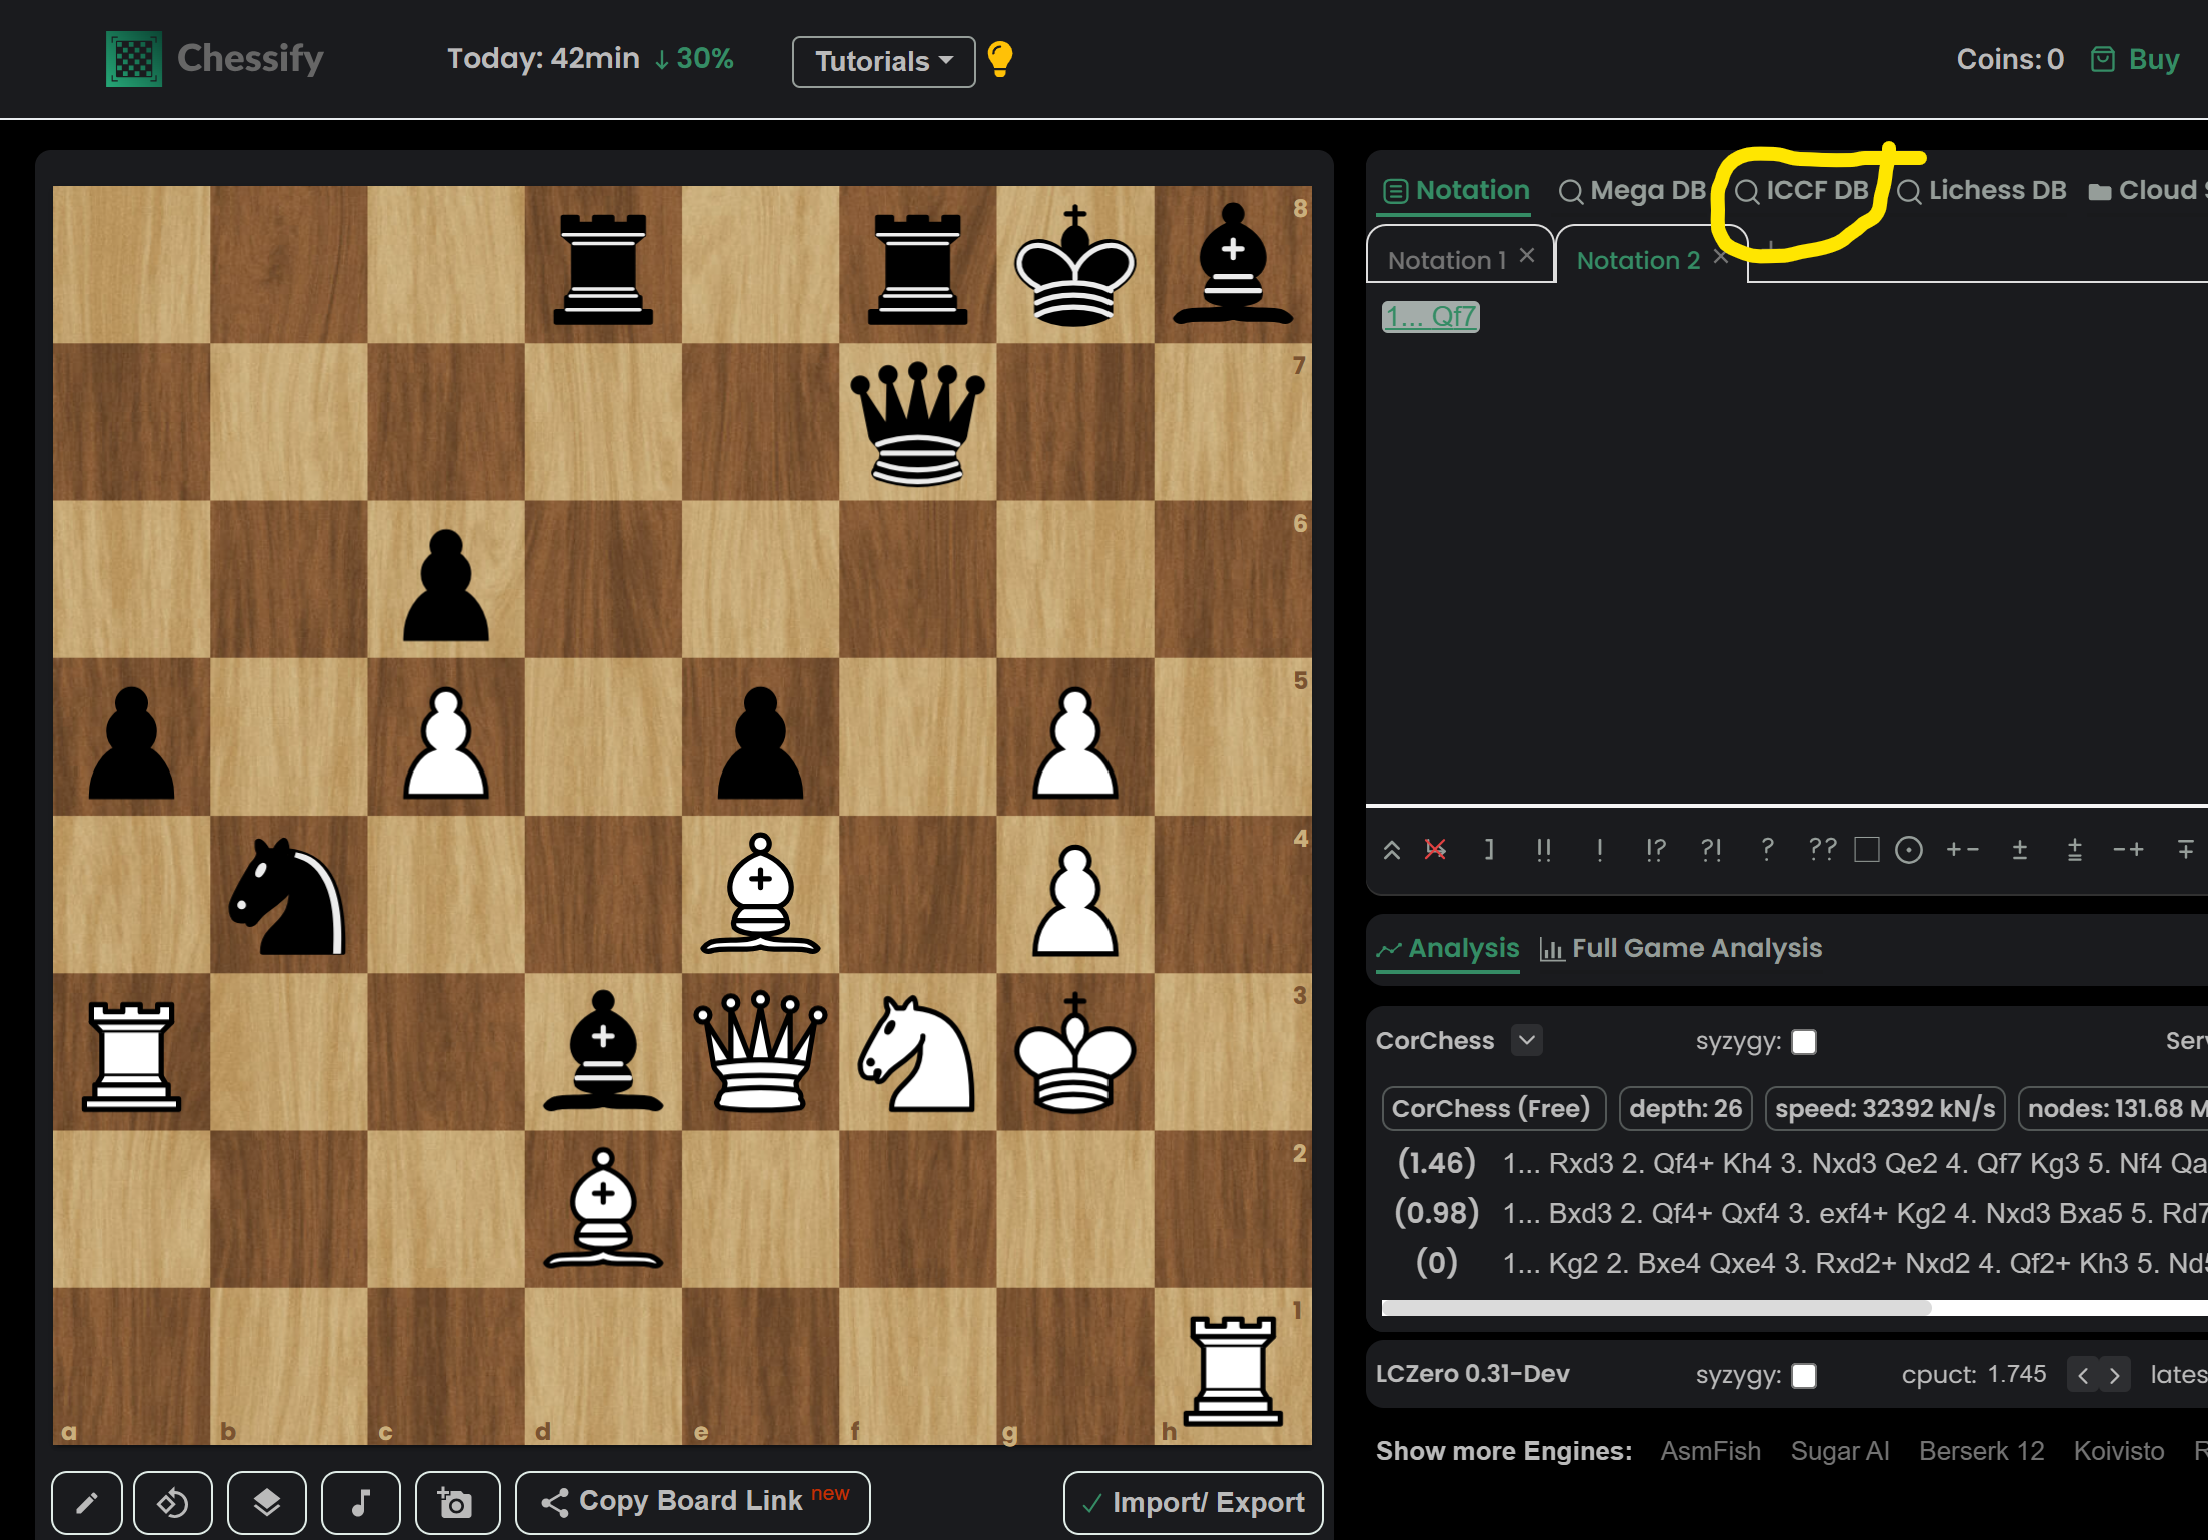 Chessify
Today: 42min ↓ 30%
Tutorials
Coins: 0
Buy
Notation
Mega DB
ICCF DB
Lichess DB
Cloud
Notation 1 ×
Notation 2 ×
+
1... Qf7
] !! ! !? ?! ? ?? □ ⊙ +- ± ⩲ -+ ∓
Analysis
Full Game Analysis
CorChess
syzygy:
CorChess (Free)
depth: 26
speed: 32392 kN/s
nodes: 131.68 M
(1.46) 1... Rxd3 2. Qf4+ Kh4 3. Nxd3 Qe2 4. Qf7 Kg3 5. Nf4
(0.98) 1... Bxd3 2. Qf4+ Qxf4 3. exf4+ Kg2 4. Nxd3 Bxa5 5. Rd7
(0) 1... Kg2 2. Bxe4 Qxe4 3. Rxd2+ Nxd2 4. Qf2+ Kh3 5.
LCZero 0.31-Dev
syzygy:
cpuct: 1.745
< >
Show more Engines:
AsmFish
Sugar AI
Berserk 12
Koivisto
8
7
6
5
4
3
2
1
a b c d e f g h
Copy Board Link new
Import/ Export